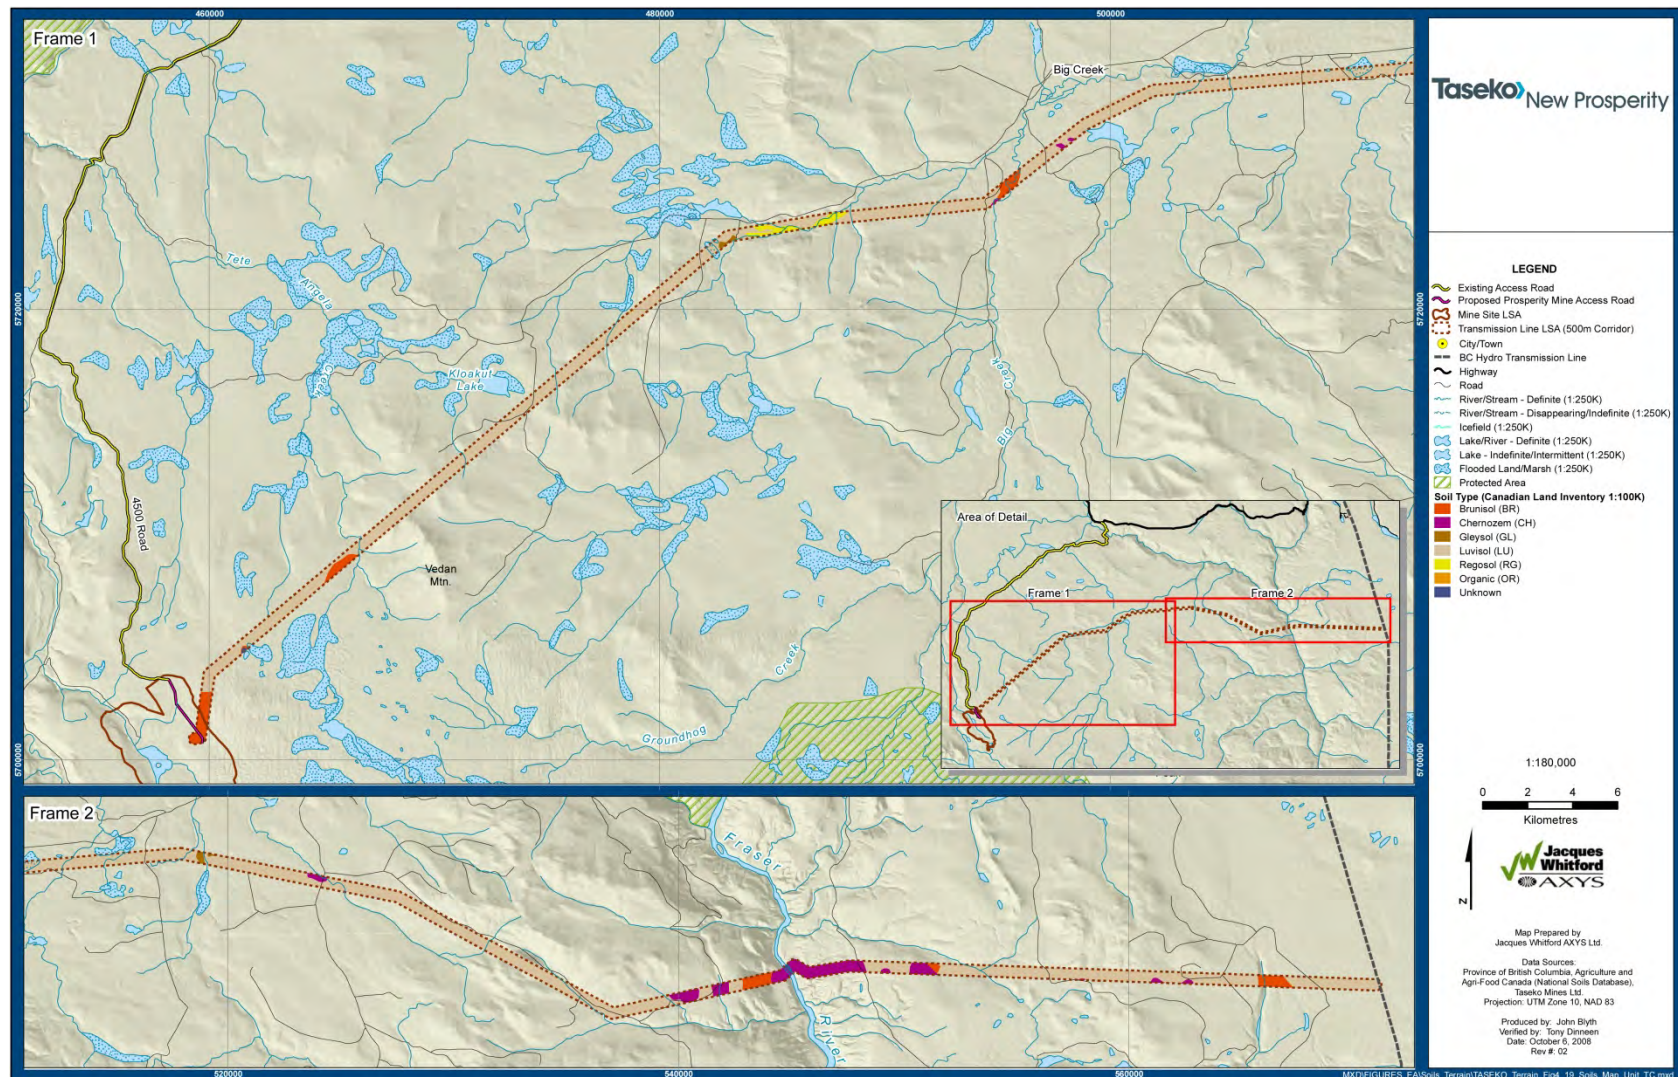 460000
480000
500000
Frame 1
Big Creek
Tete
Angela
Creek
Kloakut
Lake
5720000
5720000
Big
Creek
4500 Road
Vedan
Mtn.
Groundhog
Creek
5700000
5700000
Area of Detail
Frame 1
Frame 2
Frame 2
Fraser
River
520000
540000
560000
Taseko New Prosperity
LEGEND
Existing Access Road
Proposed Prosperity Mine Access Road
Mine Site LSA
Transmission Line LSA (500m Corridor)
City/Town
BC Hydro Transmission Line
Highway
Road
River/Stream - Definite (1:250K)
River/Stream - Disappearing/Indefinite (1:250K)
Icefield (1:250K)
Lake/River - Definite (1:250K)
Lake - Indefinite/Intermittent (1:250K)
Flooded Land/Marsh (1:250K)
Protected Area
Soil Type (Canadian Land Inventory 1:100K)
Brunisol (BR)
Chernozem (CH)
Gleysol (GL)
Luvisol (LU)
Regosol (RG)
Organic (OR)
Unknown
1:180,000
0 2 4 6
Kilometres
N
Jacques
Whitford
AXYS
Map Prepared by
Jacques Whitford AXYS Ltd.
Data Sources:
Province of British Columbia, Agriculture and
Agri-Food Canada (National Soils Database),
Taseko Mines Ltd.
Projection: UTM Zone 10, NAD 83
Produced by: John Blyth
Verified by: Tony Dinneen
Date: October 6, 2008
Rev #: 02
MXD\FIGURES_EA\Soils_Terrain\TASEKO_Terrain_Fig4_19_Soils_Map_Unit_TC.mxd